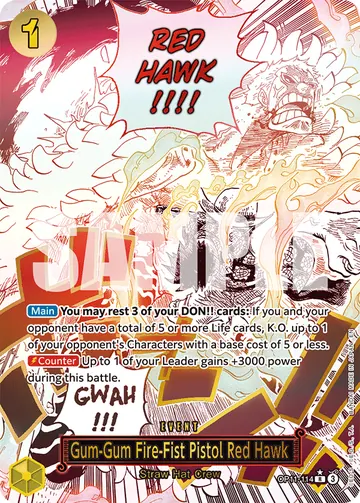 1
RED
HAWK
!!!!
SAMPLE
Main You may rest 3 of your DON!! cards: If you and your
opponent have a total of 5 or more Life cards, K.O. up to 1
of your opponent's Characters with a base cost of 5 or less.
Counter Up to 1 of your Leader gains +3000 power
during this battle.
GWAH
!!!
EVENT
Gum-Gum Fire-Fist Pistol Red Hawk
Straw Hat Crew
OP11-114 R 3